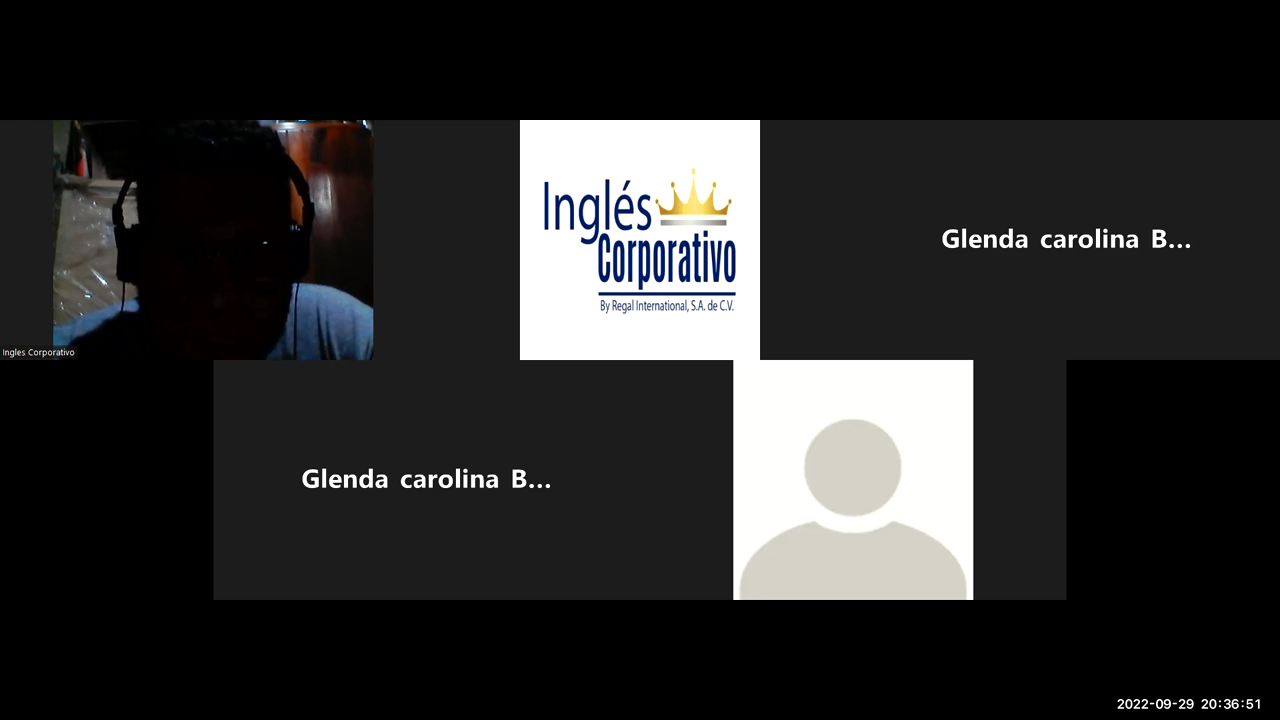 Inglés
Corporativo
By Regal International, S.A. de C.V.
Glenda carolina B...
Ingles Corporativo
Glenda carolina B...
2022-09-29 20:36:51